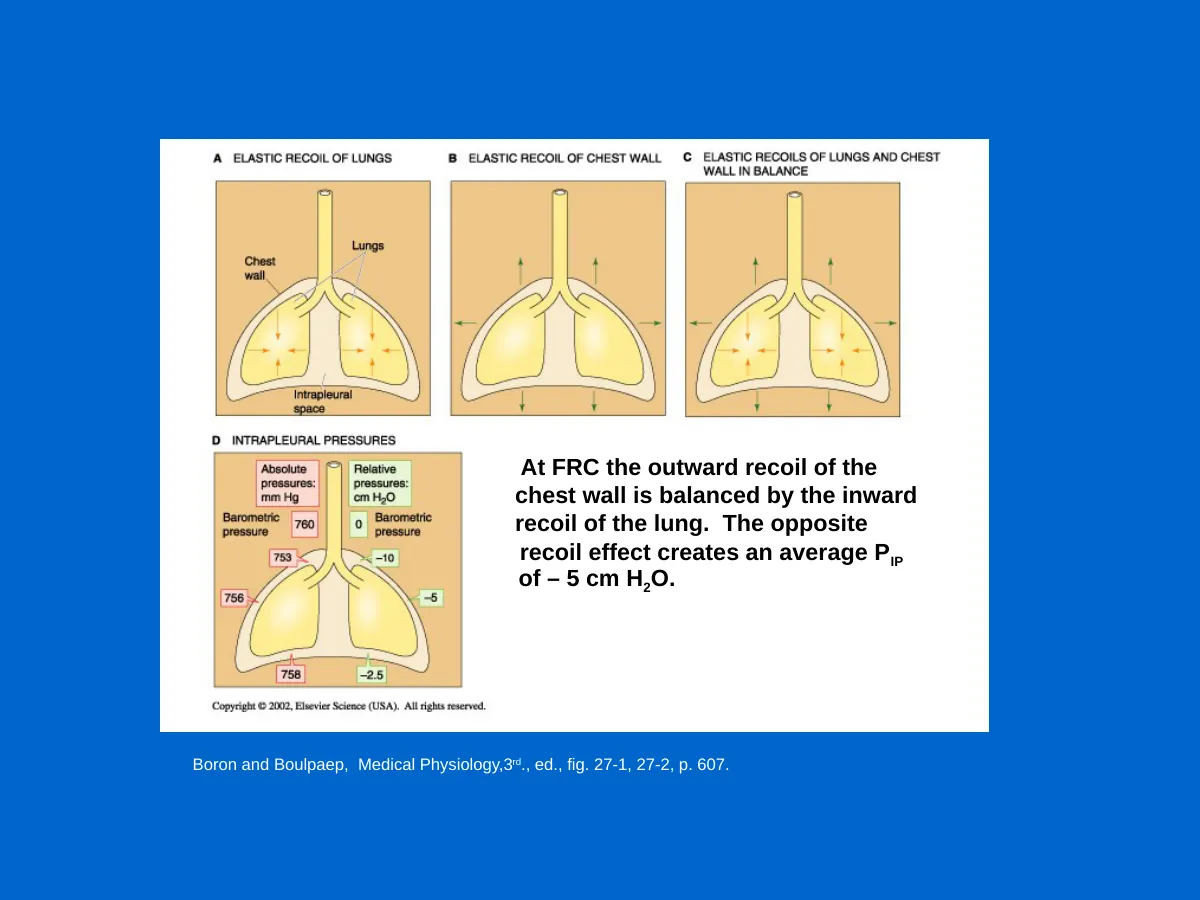 A ELASTIC RECOIL OF LUNGS
Chest
wall
Lungs
Intrapleural
space
B ELASTIC RECOIL OF CHEST WALL
C ELASTIC RECOILS OF LUNGS AND CHEST
WALL IN BALANCE
D INTRAPLEURAL PRESSURES
Absolute
pressures:
mm Hg
Relative
pressures:
cm H₂O
Barometric
pressure
760
0
Barometric
pressure
753
–10
756
–5
758
–2.5
At FRC the outward recoil of the
chest wall is balanced by the inward
recoil of the lung.  The opposite
recoil effect creates an average PIP
of – 5 cm H₂O.
Copyright © 2002, Elsevier Science (USA).  All rights reserved.
Boron and Boulpaep,  Medical Physiology,3rd., ed., fig. 27-1, 27-2, p. 607.